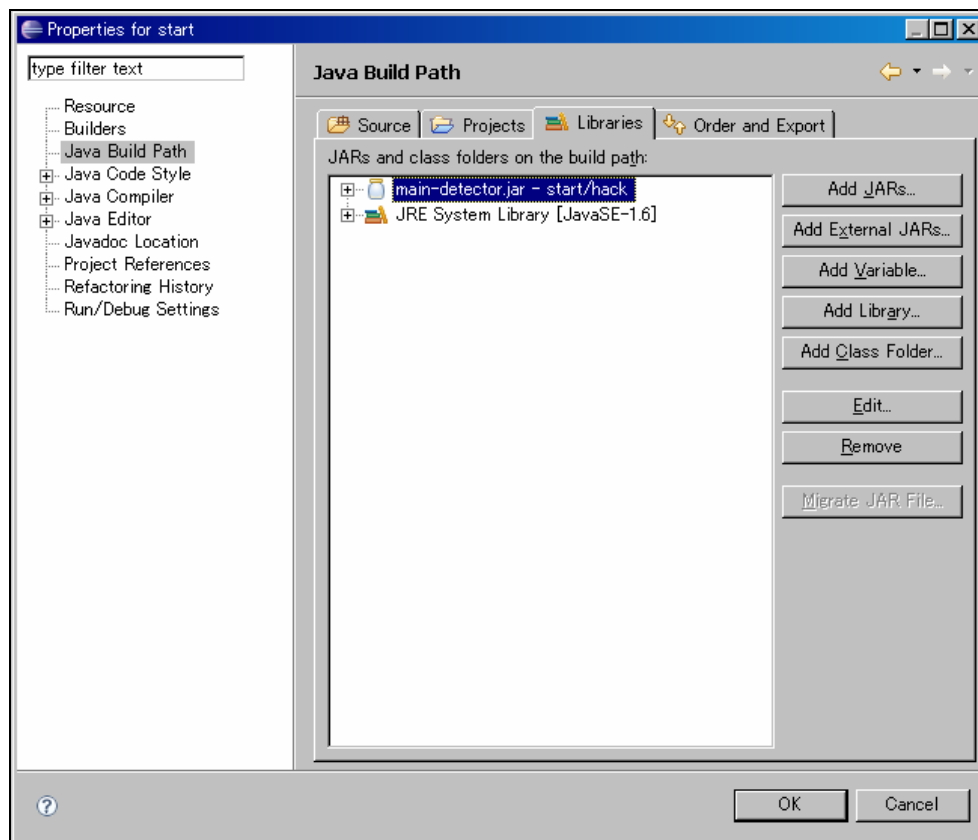 Properties for start
type filter text
Resource
Builders
Java Build Path
Java Code Style
Java Compiler
Java Editor
Javadoc Location
Project References
Refactoring History
Run/Debug Settings
Java Build Path
Source
Projects
Libraries
Order and Export
JARs and class folders on the build path:
main-detector.jar - start/hack
JRE System Library [JavaSE-1.6]
Add JARs...
Add External JARs...
Add Variable...
Add Library...
Add Class Folder...
Edit...
Remove
Migrate JAR File...
OK
Cancel